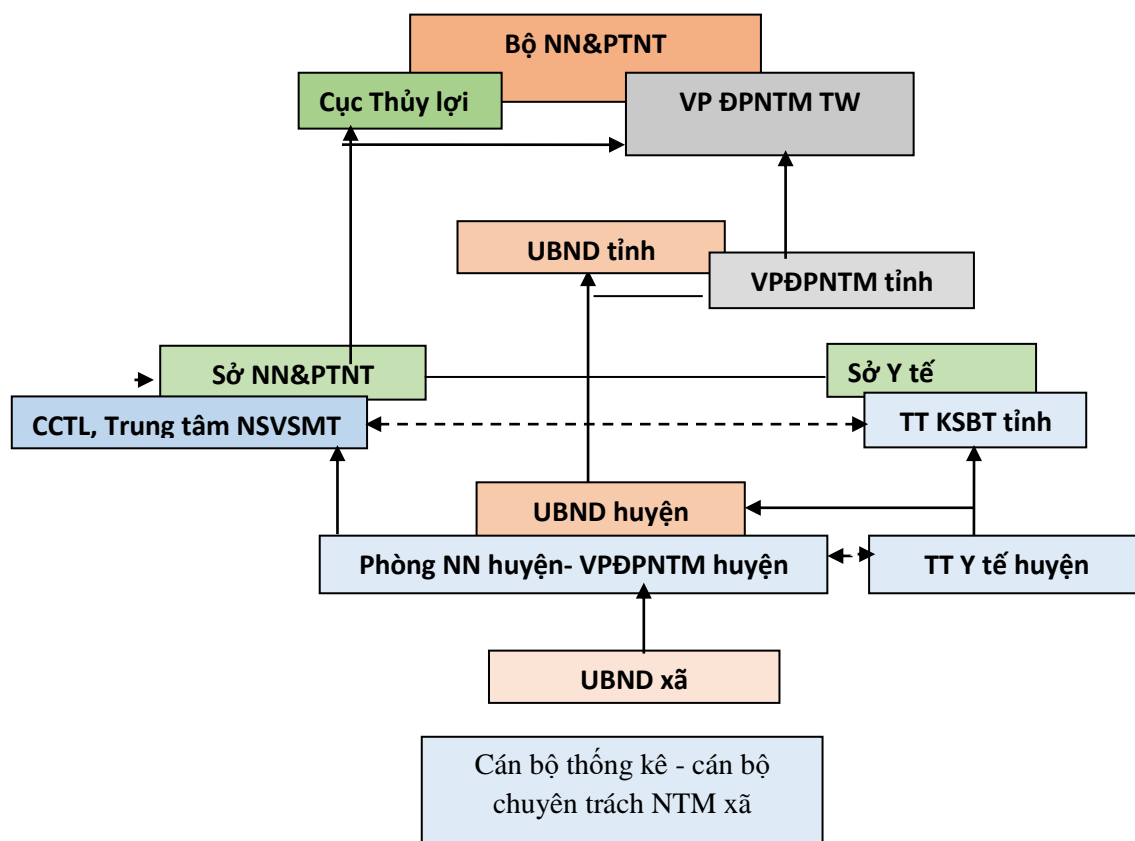 Bộ NN&PTNT
Cục Thủy lợi
VP ĐPNTM TW
UBND tỉnh
VPĐPNTM tỉnh
Sở NN&PTNT
Sở Y tế
CCTL, Trung tâm NSVSMT
TT KSBT tỉnh
UBND huyện
Phòng NN huyện- VPĐPNTM huyện
TT Y tế huyện
UBND xã
Cán bộ thống kê - cán bộ
chuyên trách NTM xã